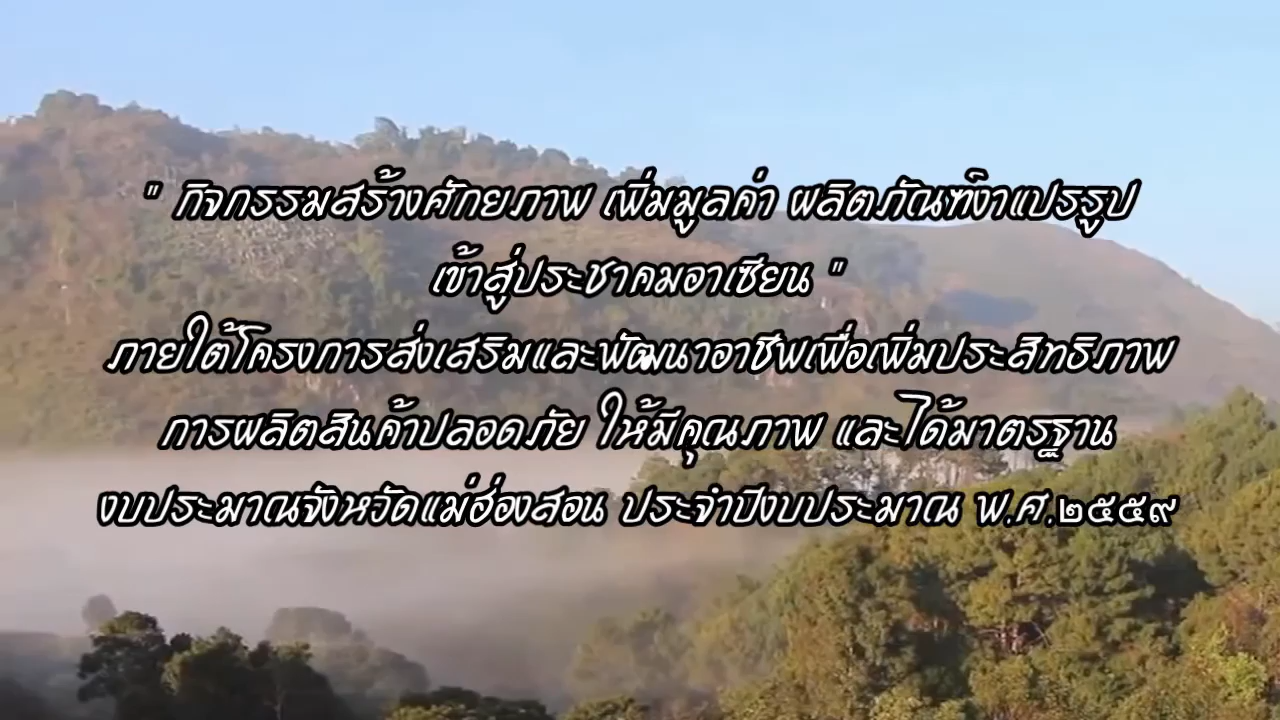 " กิจกรรมสร้างศักยภาพ เพิ่มมูลค่า ผลิตภัณฑ์งาแปรรูป
เข้าสู่ประชาคมอาเซียน "
ภายใต้โครงการส่งเสริมและพัฒนาอาชีพเพื่อเพิ่มประสิทธิภาพ
การผลิตสินค้าปลอดภัย ให้มีคุณภาพ และได้มาตรฐาน
งบประมาณจังหวัดแม่ฮ่องสอน ประจำปีงบประมาณ พ.ศ.๒๕๕๙